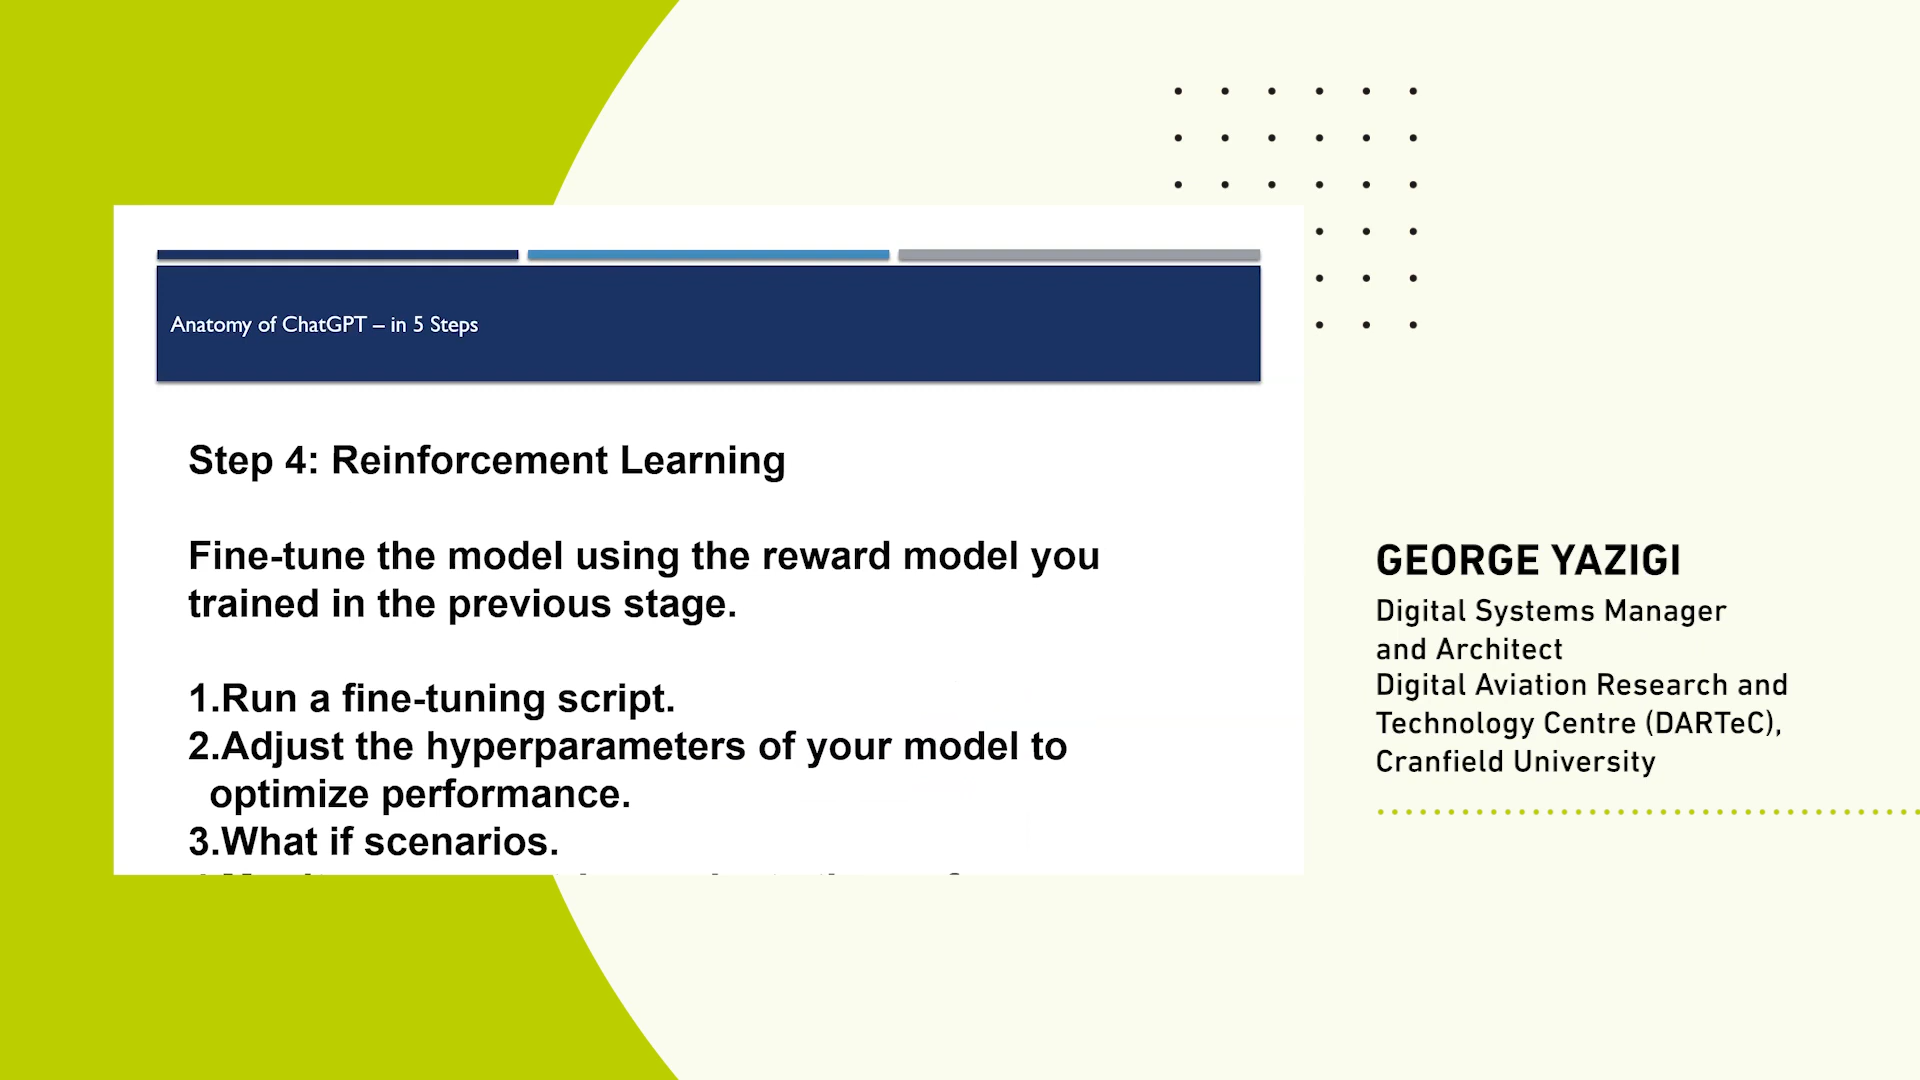 Anatomy of ChatGPT – in 5 Steps
Step 4: Reinforcement Learning
Fine-tune the model using the reward model you
trained in the previous stage.
1.Run a fine-tuning script.
2.Adjust the hyperparameters of your model to
optimize performance.
3.What if scenarios.
GEORGE YAZIGI
Digital Systems Manager
and Architect
Digital Aviation Research and
Technology Centre (DARTeC),
Cranfield University